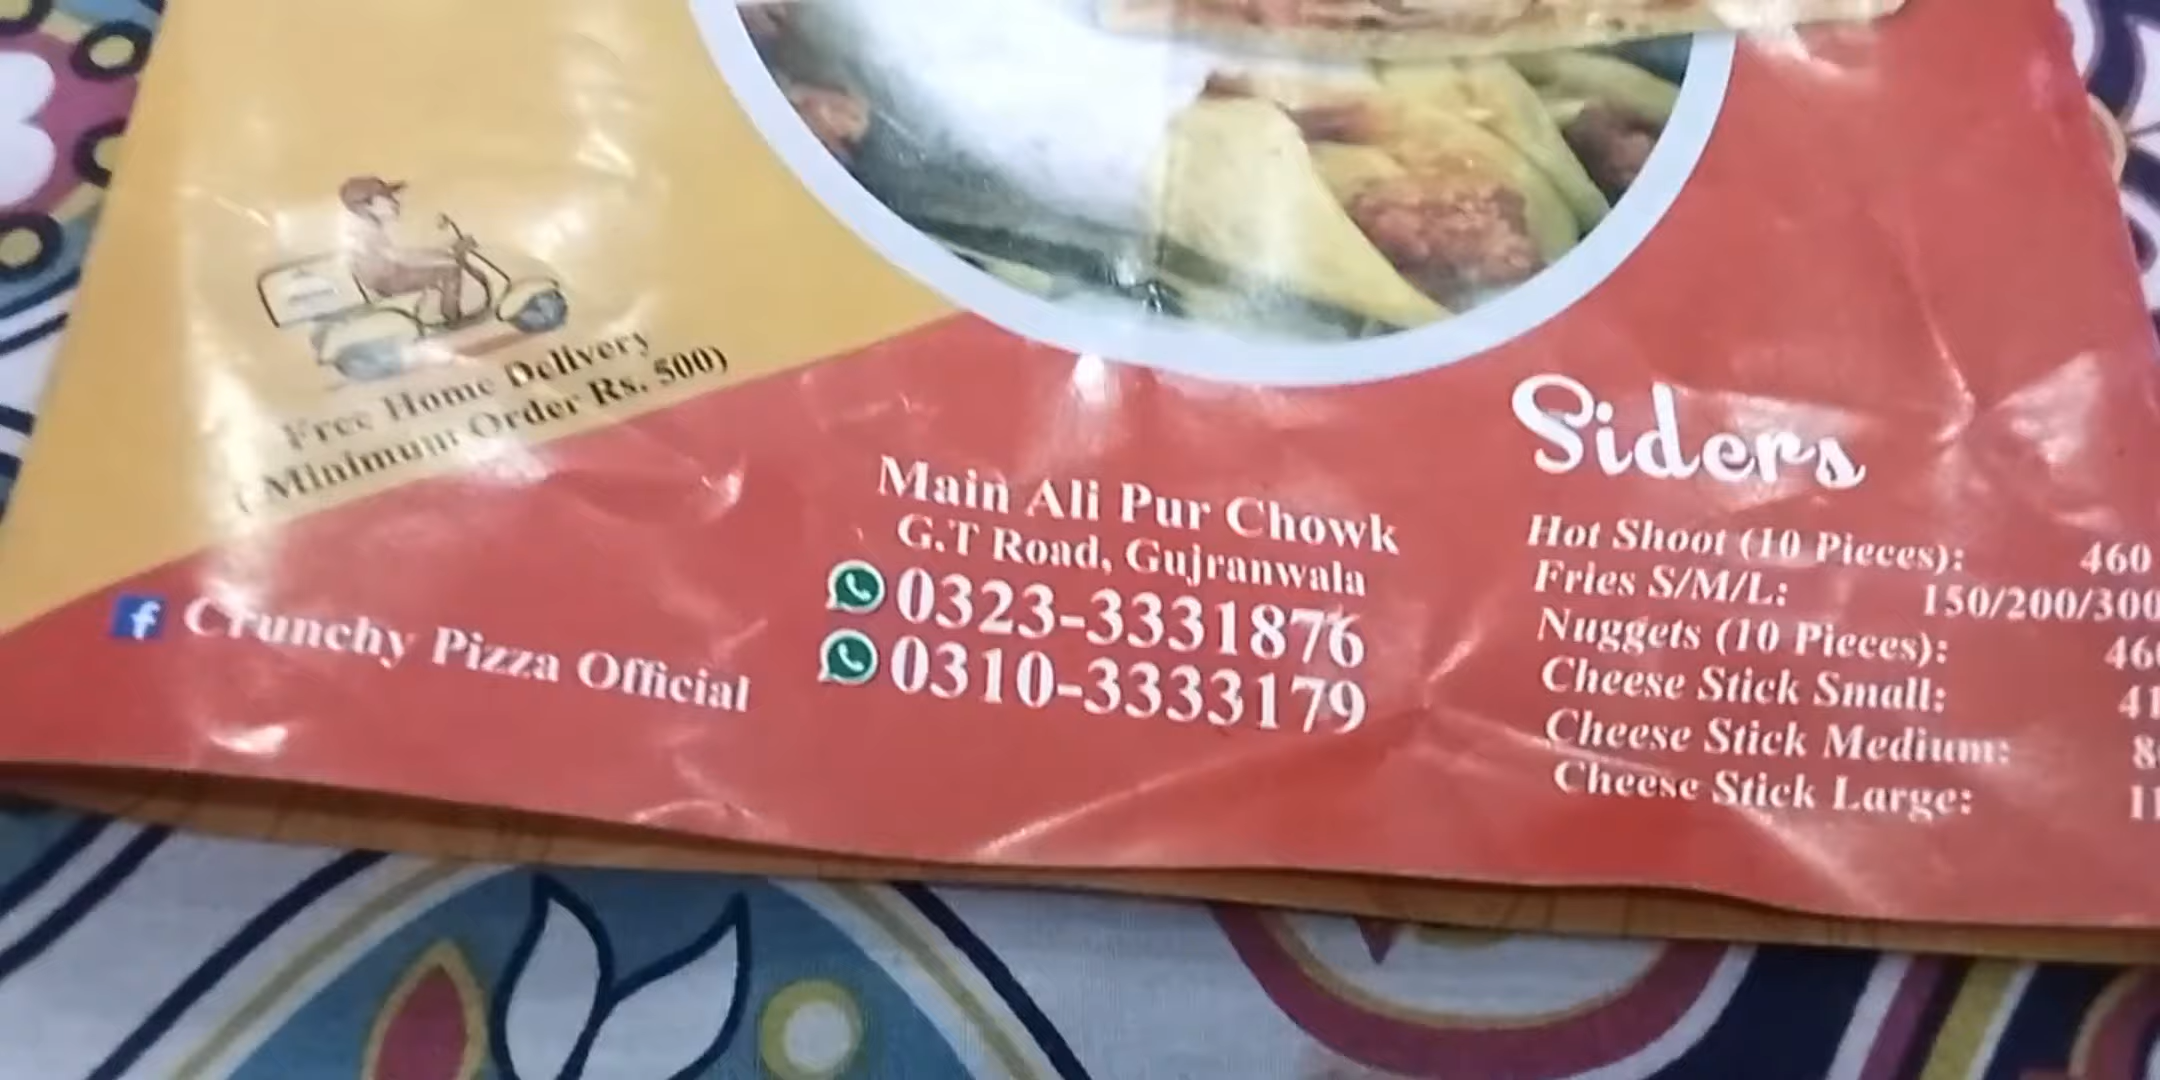 Free Home Delivery
(Minimum Order Rs. 500)
Crunchy Pizza Official
Main Ali Pur Chowk
G.T Road, Gujranwala
0323-3331876
0310-3333179
Siders
Hot Shoot (10 Pieces): 460
Fries S/M/L: 150/200/300
Nuggets (10 Pieces):
Cheese Stick Small:
Cheese Stick Medium:
Cheese Stick Large: